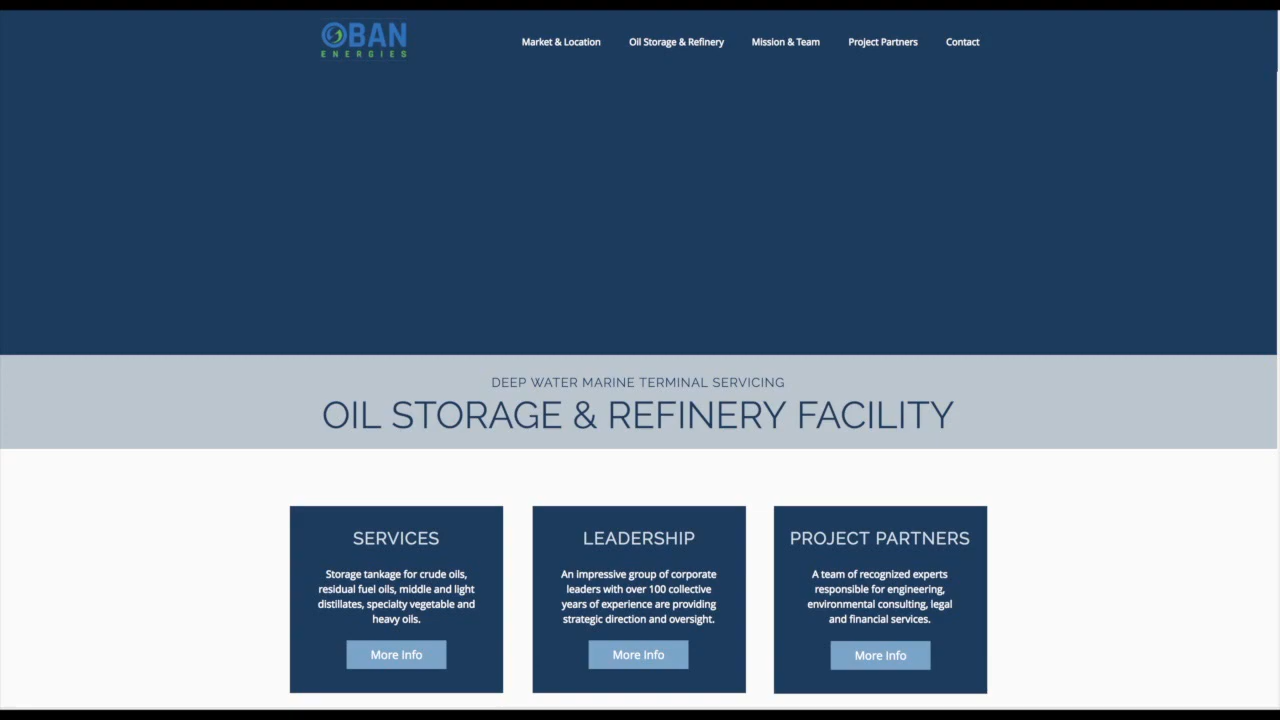 OBAN
ENERGIES
Market & Location
Oil Storage & Refinery
Mission & Team
Project Partners
Contact
DEEP WATER MARINE TERMINAL SERVICING
OIL STORAGE & REFINERY FACILITY
SERVICES
Storage tankage for crude oils,
residual fuel oils, middle and light
distillates, specialty vegetable and
heavy oils.
More Info
LEADERSHIP
An impressive group of corporate
leaders with over 100 collective
years of experience are providing
strategic direction and oversight.
More Info
PROJECT PARTNERS
A team of recognized experts
responsible for engineering,
environmental consulting, legal
and financial services.
More Info